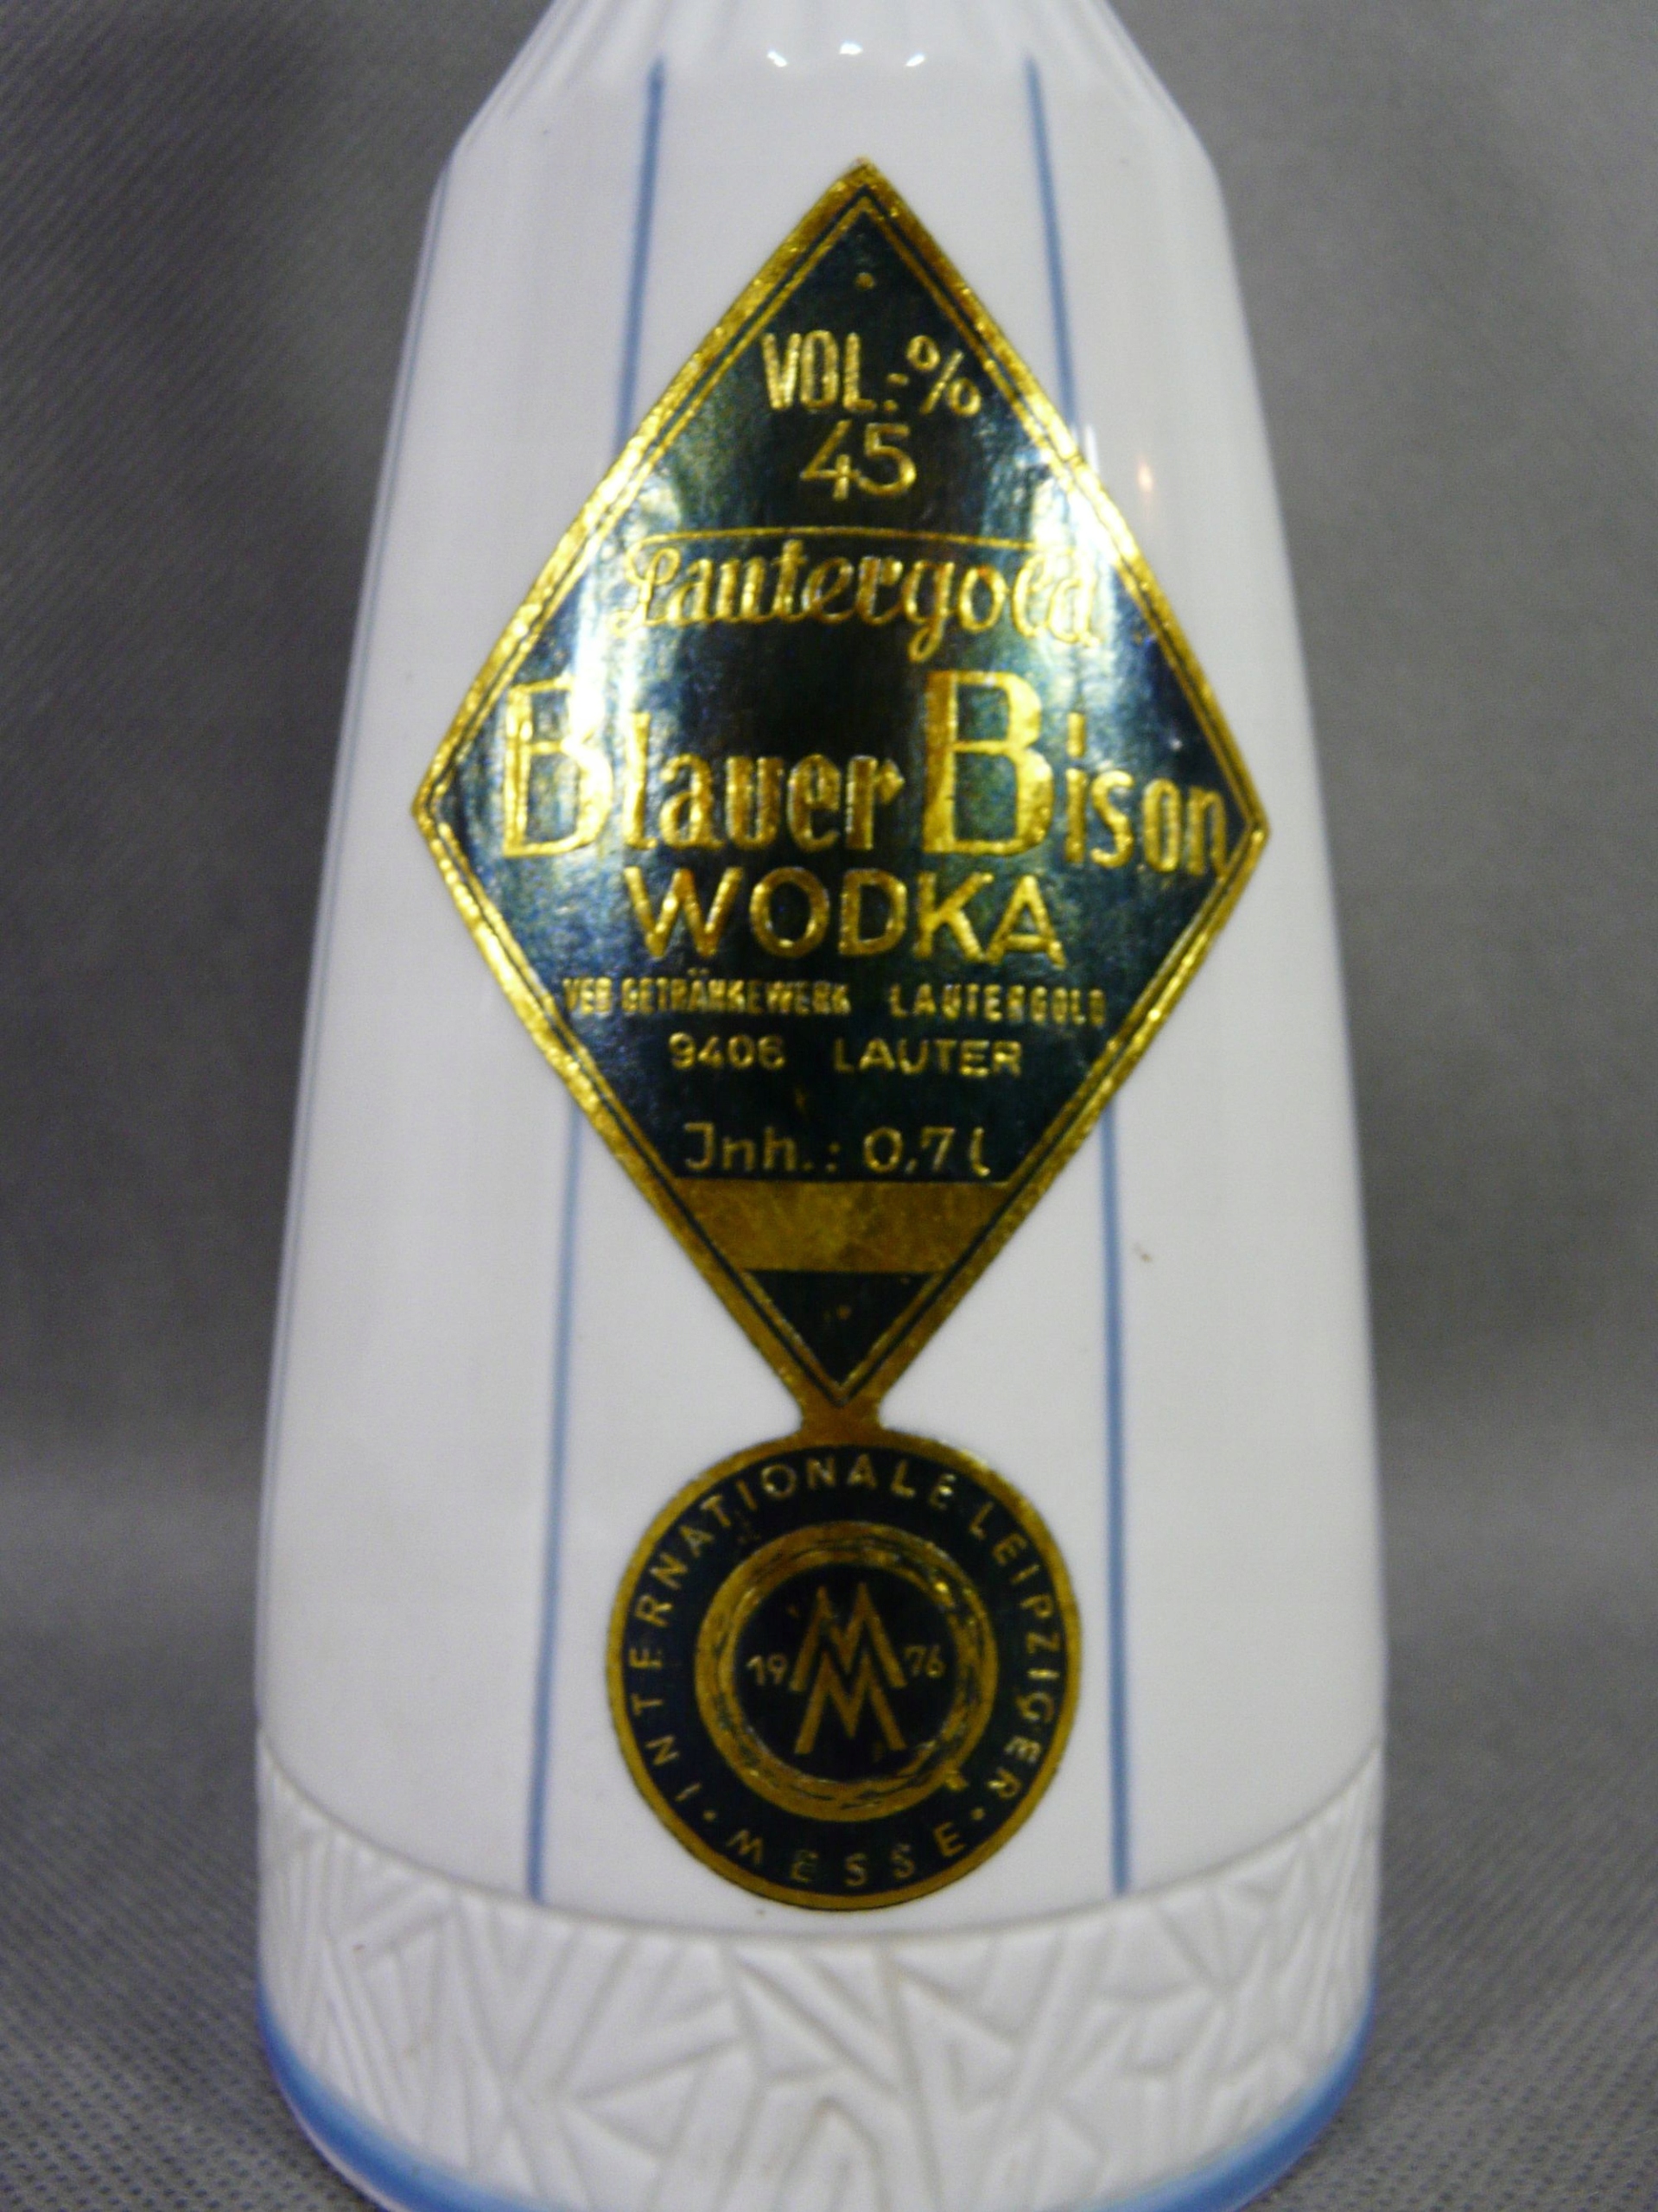 VOL.-%
45
Lautergold
Blauer Bison
WODKA
VEB GETRÄNKEWERK LAUTERGOLD
9406 LAUTER
Jnh.: 0,7 l
INTERNATIONALE LEIPZIGER
MESSE
19 MM 76